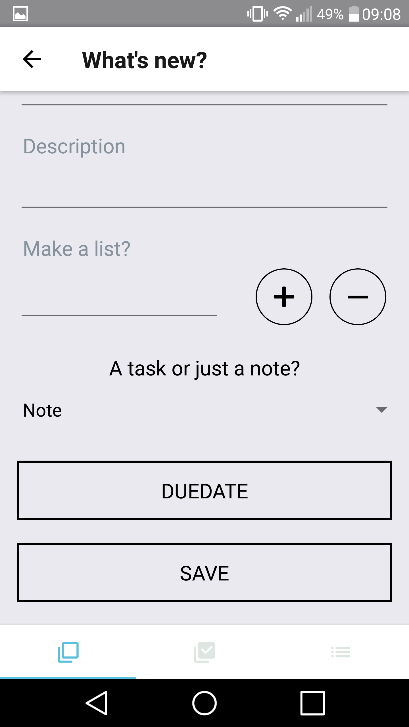 49% 09:08
What's new?
Description
Make a list?
A task or just a note?
Note
DUEDATE
SAVE